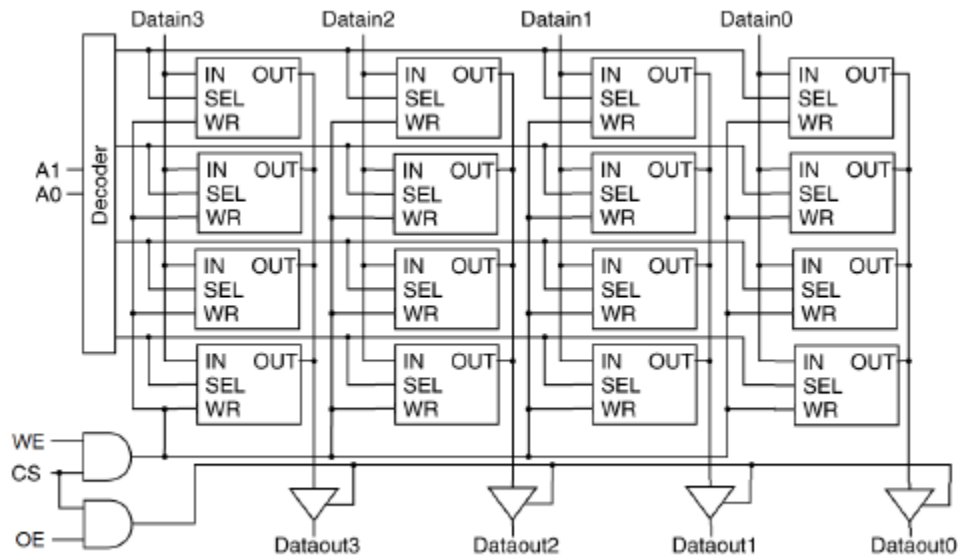 Datain3 Datain2 Datain1 Datain0
IN OUT IN OUT IN OUT IN OUT
SEL SEL SEL SEL
WR WR WR WR
A1
A0
Decoder
IN OUT IN OUT IN OUT IN OUT
SEL SEL SEL SEL
WR WR WR WR
IN OUT IN OUT IN OUT IN OUT
SEL SEL SEL SEL
WR WR WR WR
IN OUT IN OUT IN OUT IN OUT
SEL SEL SEL SEL
WR WR WR WR
WE
CS
OE
Dataout3 Dataout2 Dataout1 Dataout0